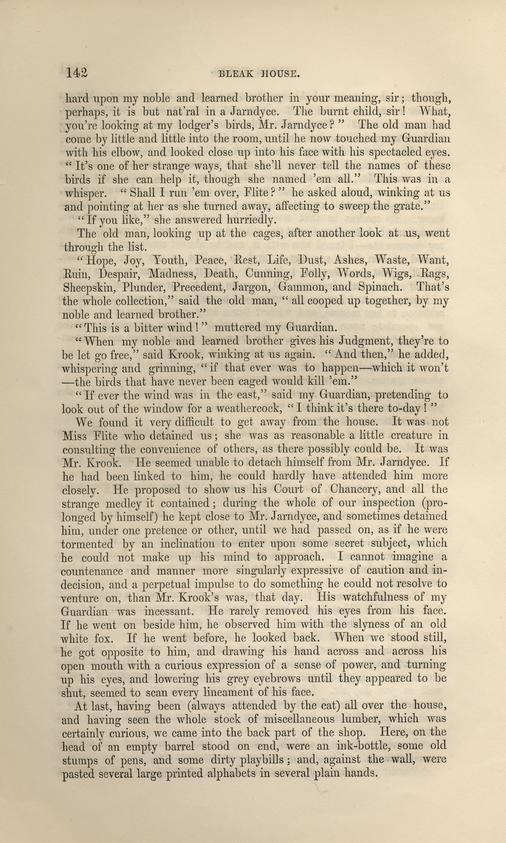 142
BLEAK HOUSE.
hard upon my noble and learned brother in your meaning, sir; though,
perhaps, it is but nat'ral in a Jarndyce. The burnt child, sir! What,
you're looking at my lodger's birds, Mr. Jarndyce?" The old man had
come by little and little into the room, until he now touched my Guardian
with his elbow, and looked close up into his face with his spectacled eyes.
"It's one of her strange ways, that she'll never tell the names of these
birds if she can help it, though she named 'em all." This was in a
whisper. "Shall I run 'em over, Flite?" he asked aloud, winking at us
and pointing at her as she turned away, affecting to sweep the grate."
"If you like," she answered hurriedly.
The old man, looking up at the cages, after another look at us, went
through the list.
"Hope, Joy, Youth, Peace, Rest, Life, Dust, Ashes, Waste, Want,
Ruin, Despair, Madness, Death, Cunning, Folly, Words, Wigs, Rags,
Sheepskin, Plunder, Precedent, Jargon, Gammon, and Spinach. That's
the whole collection," said the old man, "all cooped up together, by my
noble and learned brother."
"This is a bitter wind!" muttered my Guardian.
"When my noble and learned brother gives his Judgment, they're to
be let go free," said Krook, winking at us again. "And then," he added,
whispering and grinning, "if that ever was to happen—which it won't
—the birds that have never been caged would kill 'em."
"If ever the wind was in the east," said my Guardian, pretending to
look out of the window for a weathercock, "I think it's there to-day!"
We found it very difficult to get away from the house. It was not
Miss Flite who detained us; she was as reasonable a little creature in
consulting the convenience of others, as there possibly could be. It was
Mr. Krook. He seemed unable to detach himself from Mr. Jarndyce. If
he had been linked to him, he could hardly have attended him more
closely. He proposed to show us his Court of Chancery, and all the
strange medley it contained; during the whole of our inspection (pro-
longed by himself) he kept close to Mr. Jarndyce, and sometimes detained
him, under one pretence or other, until we had passed on, as if he were
tormented by an inclination to enter upon some secret subject, which
he could not make up his mind to approach. I cannot imagine a
countenance and manner more singularly expressive of caution and in-
decision, and a perpetual impulse to do something he could not resolve to
venture on, than Mr. Krook's was, that day. His watchfulness of my
Guardian was incessant. He rarely removed his eyes from his face.
If he went on beside him, he observed him with the slyness of an old
white fox. If he went before, he looked back. When we stood still,
he got opposite to him, and drawing his hand across and across his
open mouth with a curious expression of a sense of power, and turning
up his eyes, and lowering his grey eyebrows until they appeared to be
shut, seemed to scan every lineament of his face.
At last, having been (always attended by the cat) all over the house,
and having seen the whole stock of miscellaneous lumber, which was
certainly curious, we came into the back part of the shop. Here, on the
head of an empty barrel stood on end, were an ink-bottle, some old
stumps of pens, and some dirty playbills; and, against the wall, were
pasted several large printed alphabets in several plain hands.